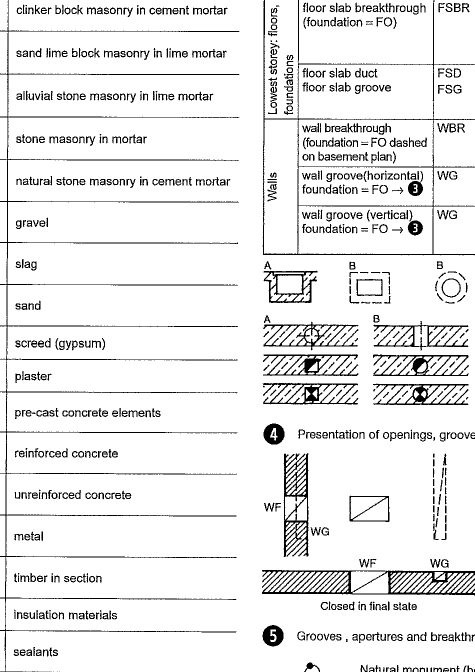 clinker block masonry in cement mortar
sand lime block masonry in lime mortar
alluvial stone masonry in lime mortar
stone masonry in mortar
natural stone masonry in cement mortar
gravel
slag
sand
screed (gypsum)
plaster
pre-cast concrete elements
reinforced concrete
unreinforced concrete
metal
timber in section
insulation materials
sealants
Lowest storey: floors,
foundations
floor slab breakthrough
(foundation = FO)
FSBR
floor slab duct
FSD
floor slab groove
FSG
Walls
wall breakthrough
(foundation = FO dashed
on basement plan)
WBR
wall groove(horizontal)
foundation = FO → 3
WG
wall groove (vertical)
foundation = FO → 3
WG
A
B
B
A
B
4 Presentation of openings, groove
WF
WG
WF
WG
Closed in final state
5 Grooves , apertures and breakthr
Natural monument